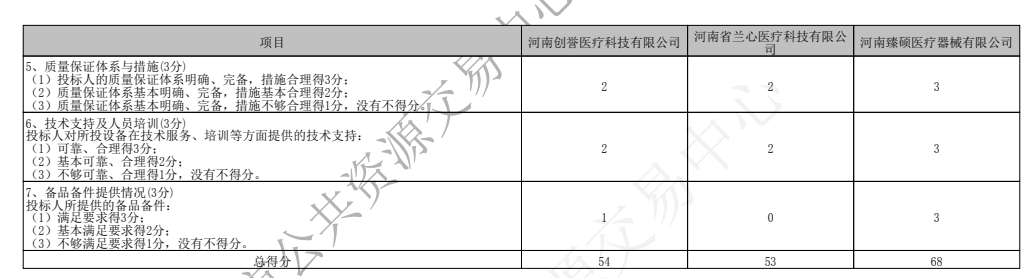 项目 河南创誉医疗科技有限公司 河南省兰心医疗科技有限公司 河南臻硕医疗器械有限公司
5、质量保证体系与措施(3分)
（1）投标人的质量保证体系明确、完备，措施合理得3分；
（2）质量保证体系基本明确、完备，措施基本合理得2分；
（3）质量保证体系基本明确、完备，措施不够合理得1分，没有不得分。
2 2 3
6、技术支持及人员培训(3分)
投标人对所投设备在技术服务、培训等方面提供的技术支持：
（1）可靠、合理得3分；
（2）基本可靠、合理得2分；
（3）不够可靠、合理得1分，没有不得分。
2 2 3
7、备品备件提供情况(3分)
投标人所提供的备品备件：
（1）满足要求得3分；
（2）基本满足要求得2分；
（3）不够满足要求得1分，没有不得分。
1 0 3
总得分 54 53 68
公共资源交易中心
源交易中心